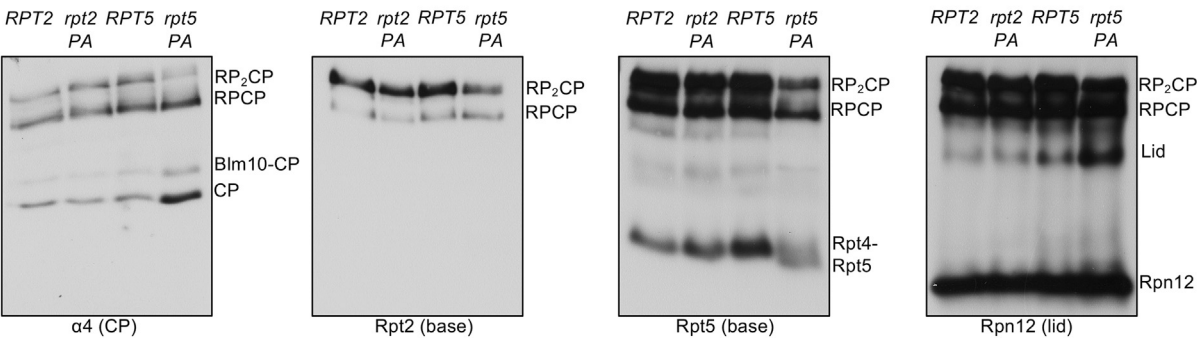 RPT2 rpt2 RPT5 rpt5
PA PA
RP₂CP
RPCP
Blm10-CP
CP
α4 (CP)
RPT2 rpt2 RPT5 rpt5
PA PA
RP₂CP
RPCP
Rpt2 (base)
RPT2 rpt2 RPT5 rpt5
PA PA
RP₂CP
RPCP
Rpt4-
Rpt5
Rpt5 (base)
RPT2 rpt2 RPT5 rpt5
PA PA
RP₂CP
RPCP
Lid
Rpn12
Rpn12 (lid)